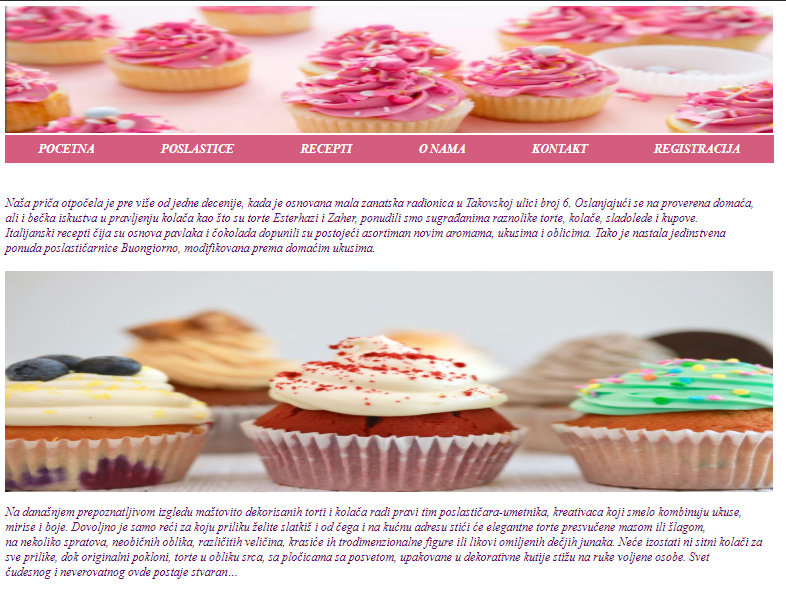 POCETNA POSLASTICE RECEPTI O NAMA KONTAKT REGISTRACIJA
Naša priča otpočela je pre više od jedne decenije, kada je osnovana mala zanatska radionica u Takovskoj ulici broj 6. Oslanjajući se na proverena domaća,
ali i bečka iskustva u pravljenju kolača kao što su torte Esterhazi i Zaher, ponudili smo sugrađanima raznolike torte, kolače, sladolede i kupove.
Italijanski recepti čija su osnova pavlaka i čokolada dopunili su postojeći asortiman novim aromama, ukusima i oblicima. Tako je nastala jedinstvena
ponuda poslastičarnice Buongiorno, modifikovana prema domaćim ukusima.
Na današnjem prepoznatljivom izgledu maštovito dekorisanih torti i kolača radi pravi tim poslastičara-umetnika, kreativaca koji smelo kombinuju ukuse,
mirise i boje. Dovoljno je samo reći za koju priliku želite slatkiš i od čega i na kućnu adresu stići će elegantne torte presvučene masom ili šlagom,
na nekoliko spratova, neobičnih oblika, različitih veličina, krasiće ih trodimenzionalne figure ili likovi omiljenih dečjih junaka. Neće izostati ni sitni kolači za
sve prilike, dok originalni pokloni, torte u obliku srca, sa pločicama sa posvetom, upakovane u dekorativne kutije stižu na ruke voljene osobe. Svet
čudesnog i neverovatnog ovde postaje stvaran...